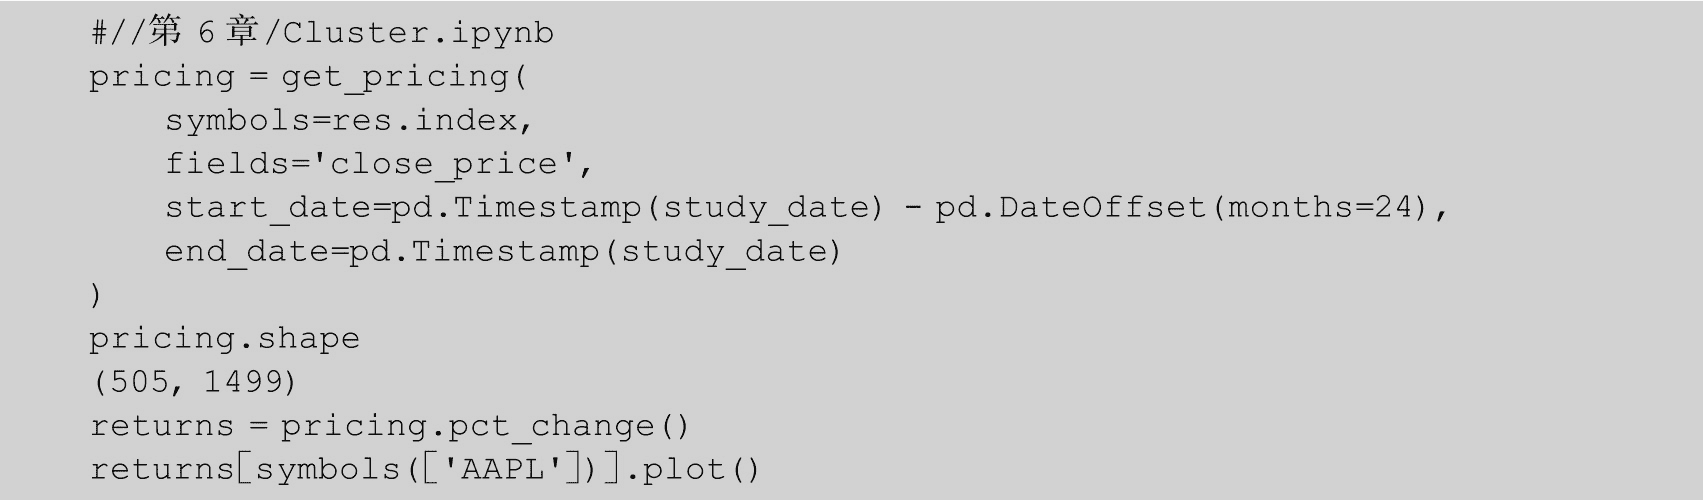 #//第 6 章/Cluster.ipynb
pricing = get_pricing(
    symbols=res.index,
    fields='close_price',
    start_date=pd.Timestamp(study_date) - pd.DateOffset(months=24),
    end_date=pd.Timestamp(study_date)
)
pricing.shape
(505, 1499)
returns = pricing.pct_change()
returns[symbols(['AAPL'])].plot()